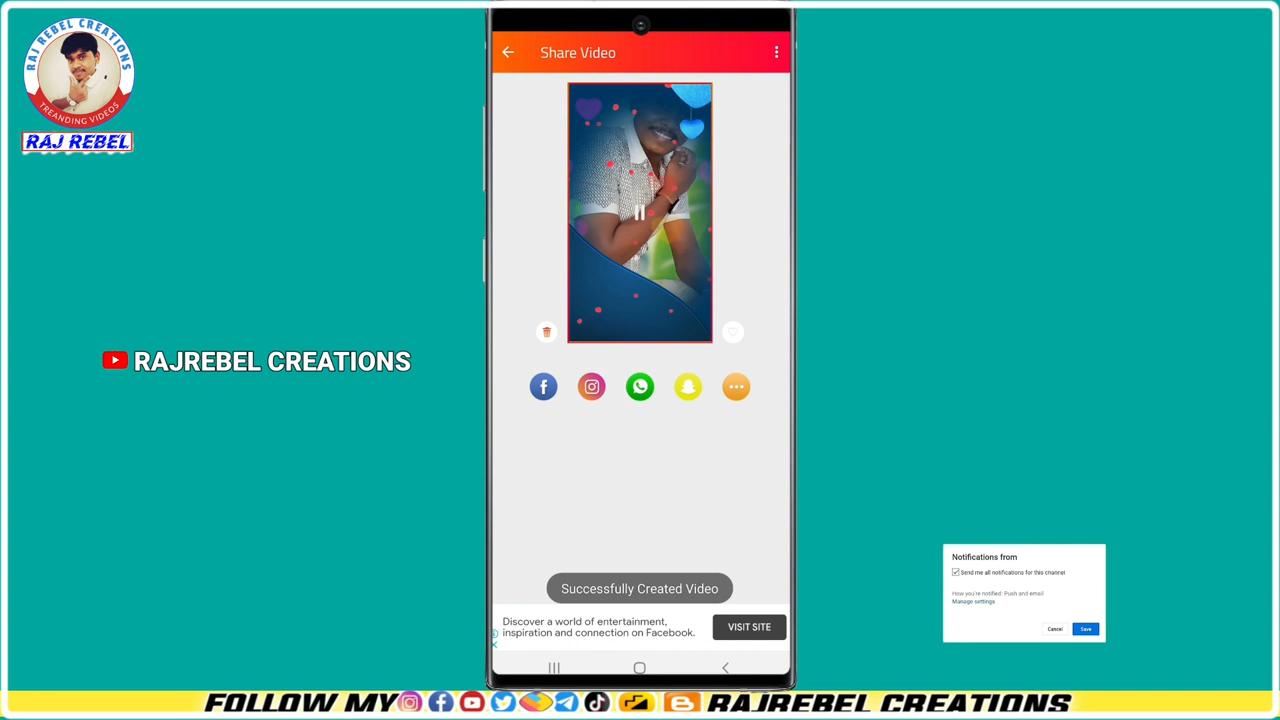 RAJ REBEL CREATIONS
TREANDING VIDEOS
RAJ REBEL
Share Video
RAJREBEL CREATIONS
Successfully Created Video
Discover a world of entertainment,
inspiration and connection on Facebook.
VISIT SITE
Notifications from
Send me all notifications for this channel
How you're notified: Push and email
Manage settings
Cancel
Save
FOLLOW MY RAJREBEL CREATIONS